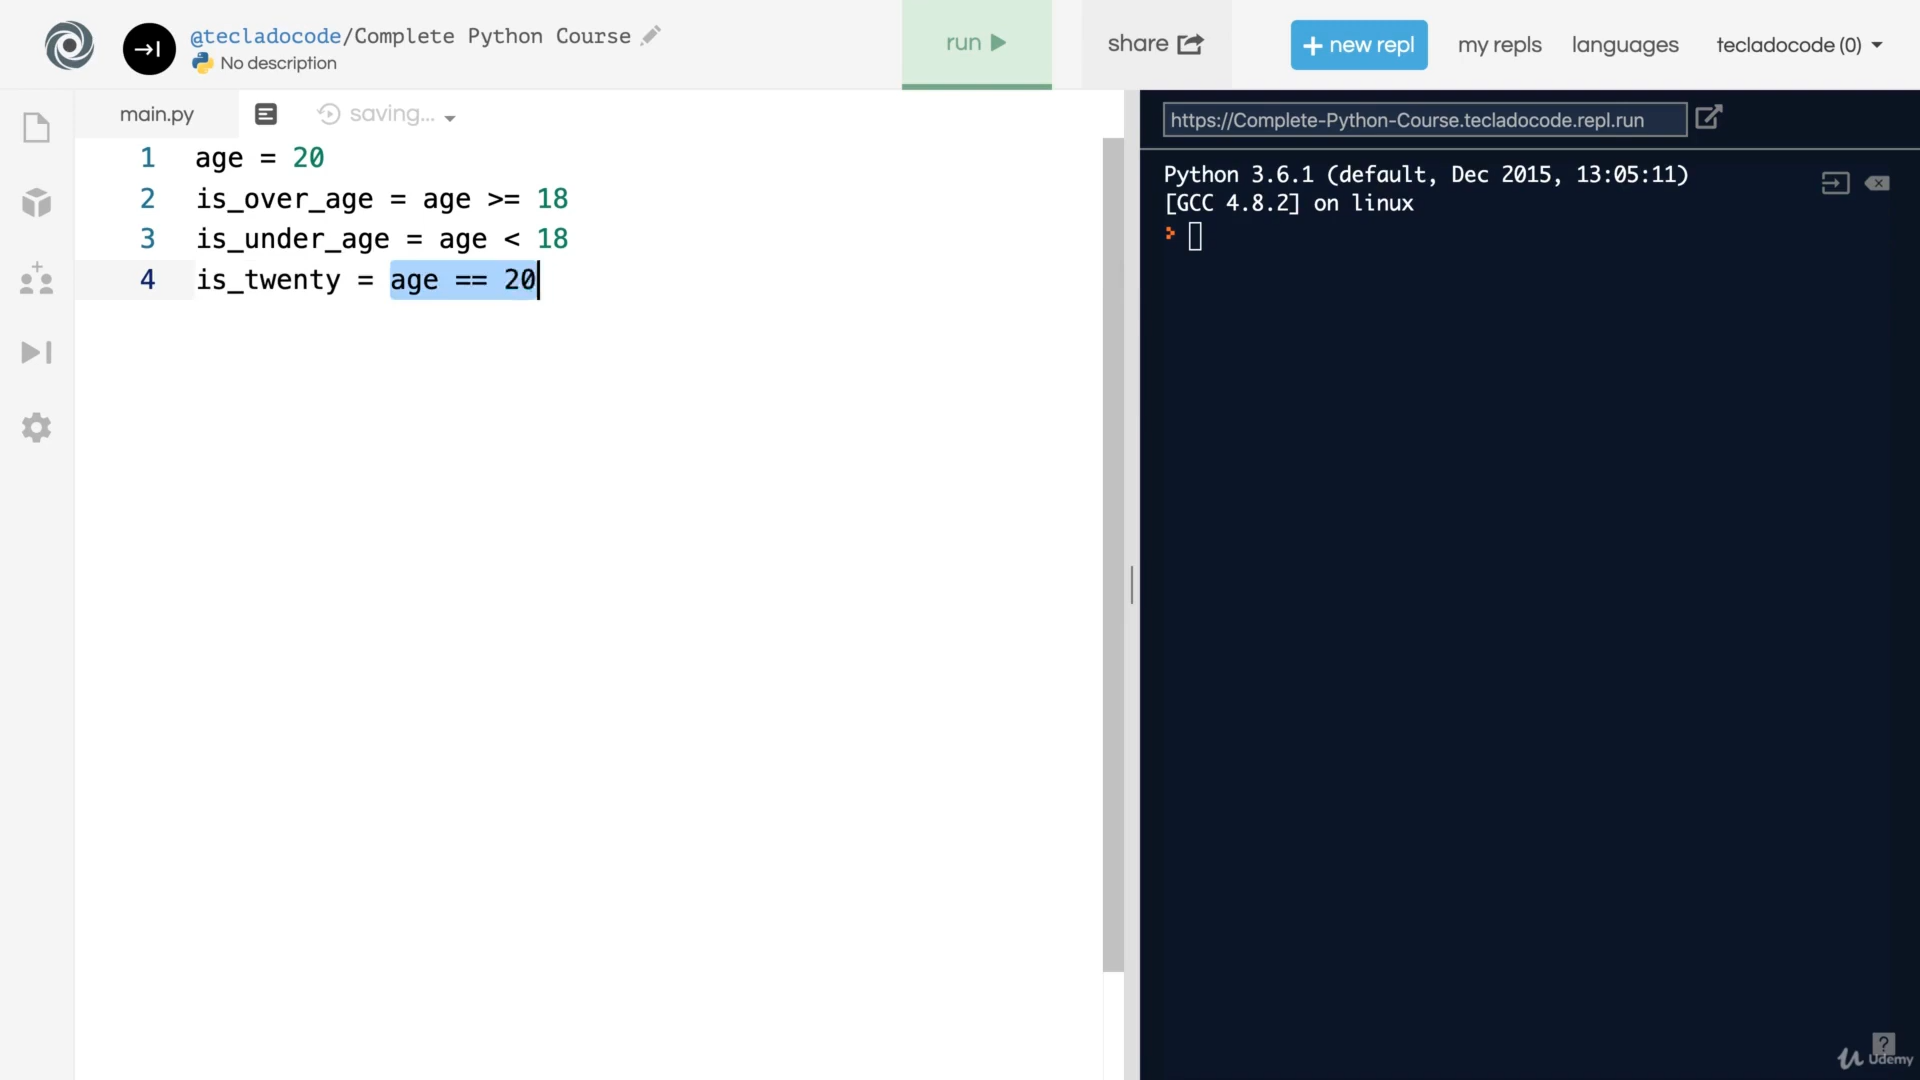 @tecladocode/Complete Python Course
No description
run
share
+ new repl
my repls
languages
tecladocode (0)
main.py
saving...
1 age = 20
2 is_over_age = age >= 18
3 is_under_age = age < 18
4 is_twenty = age == 20
https://Complete-Python-Course.tecladocode.repl.run
Python 3.6.1 (default, Dec 2015, 13:05:11)
[GCC 4.8.2] on linux
?
Udemy